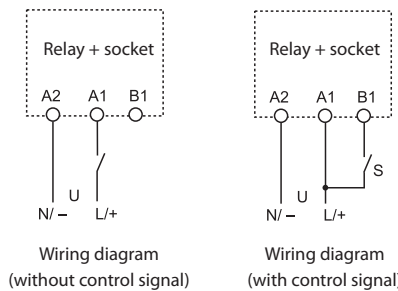 Relay + socket
A2 A1 B1
U
N/ – L/+
Wiring diagram
(without control signal)
Relay + socket
A2 A1 B1
S
U
N/ – L/+
Wiring diagram
(with control signal)